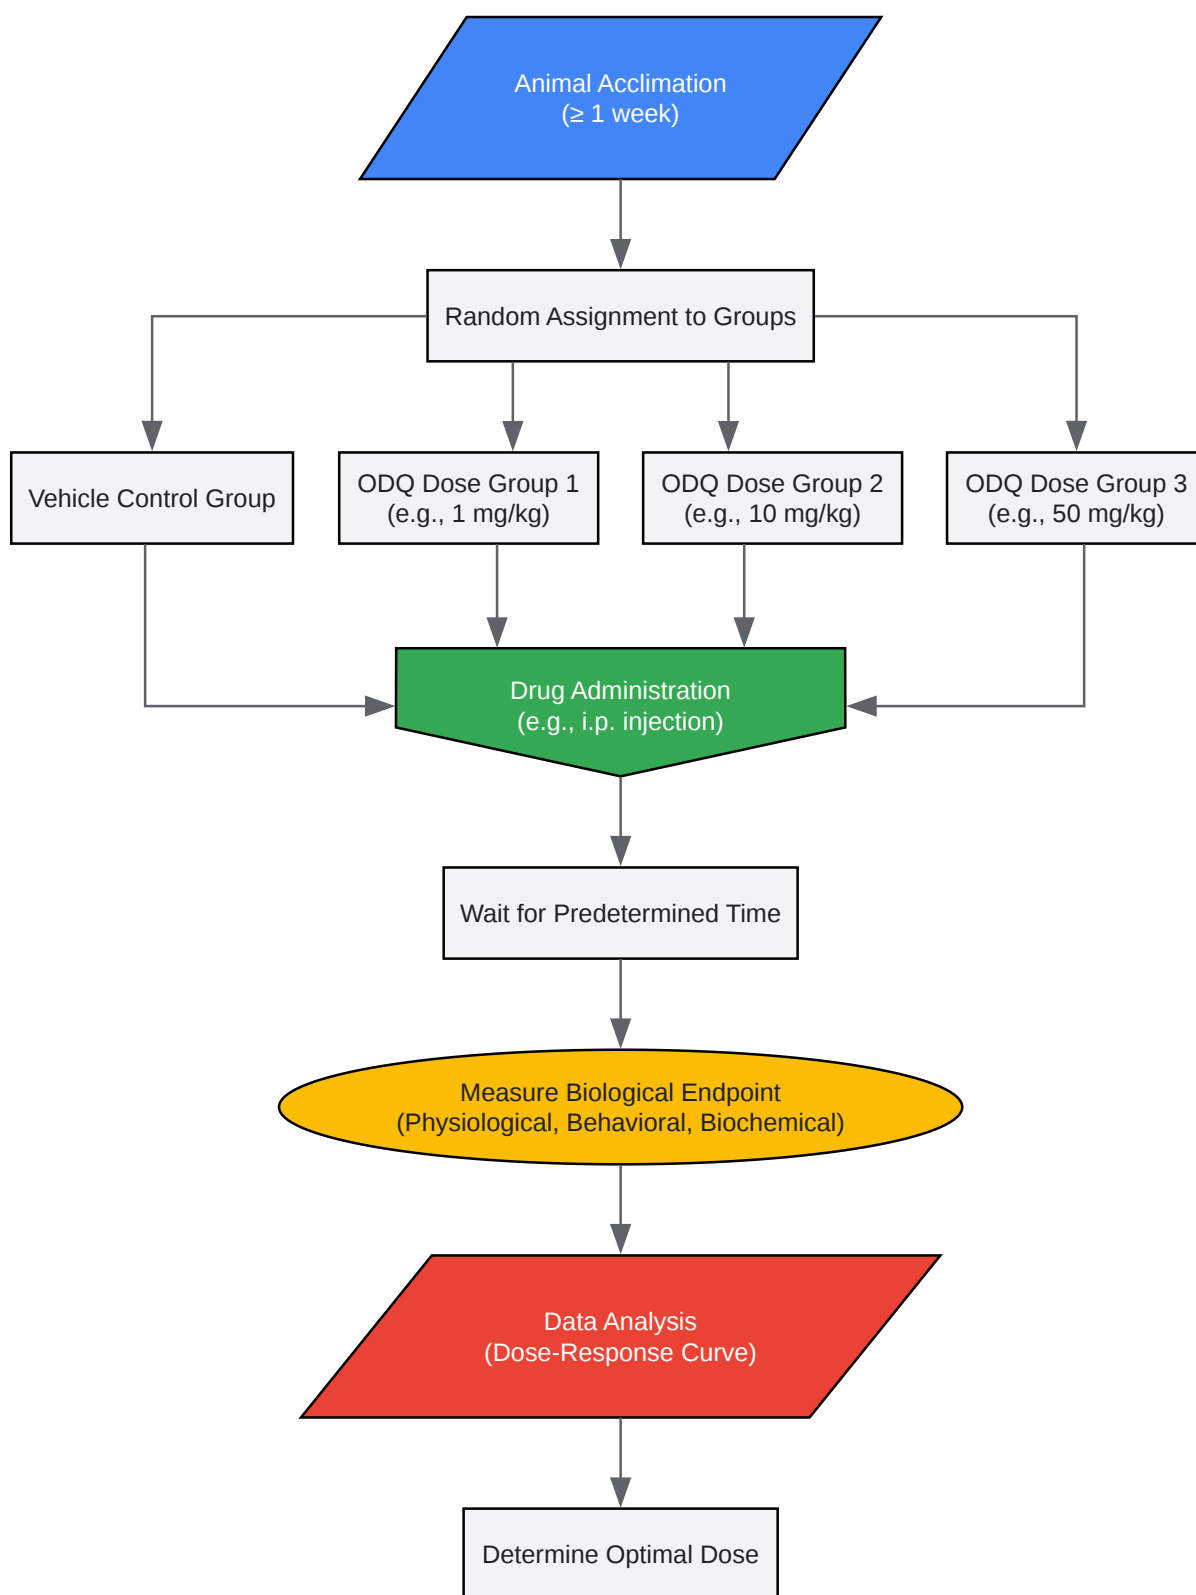 Animal Acclimation
(≥ 1 week)
Random Assignment to Groups
Vehicle Control Group
ODQ Dose Group 1
(e.g., 1 mg/kg)
ODQ Dose Group 2
(e.g., 10 mg/kg)
ODQ Dose Group 3
(e.g., 50 mg/kg)
Drug Administration
(e.g., i.p. injection)
Wait for Predetermined Time
Measure Biological Endpoint
(Physiological, Behavioral, Biochemical)
Data Analysis
(Dose-Response Curve)
Determine Optimal Dose